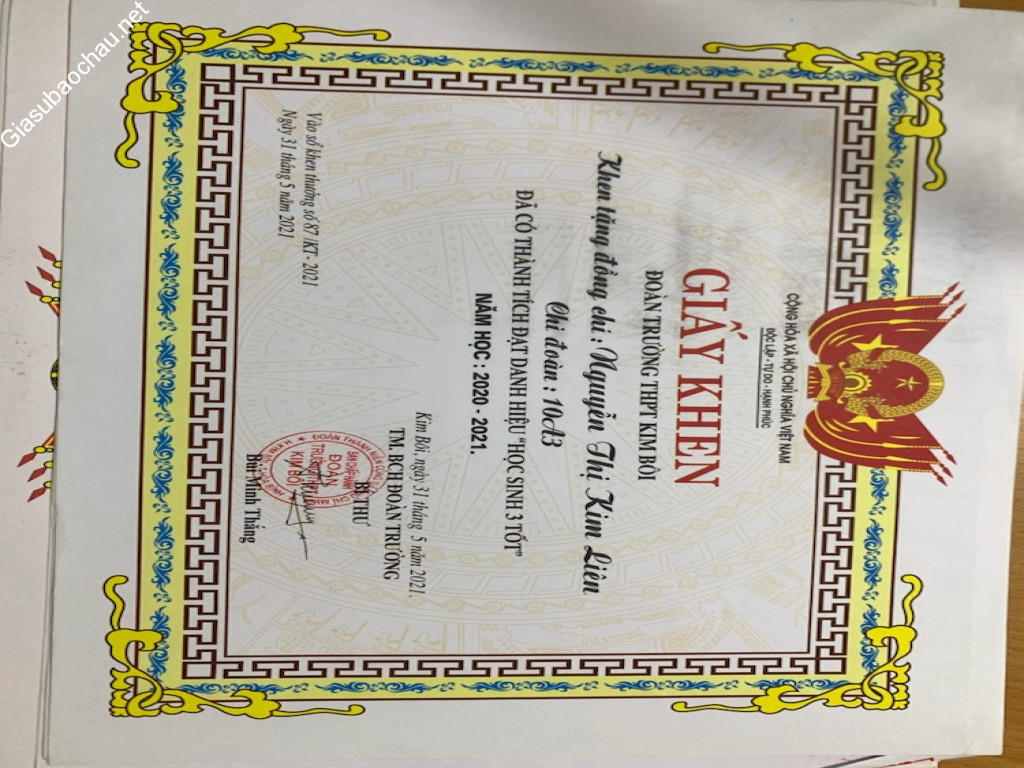 CỘNG HÒA XÃ HỘI CHỦ NGHĨA VIỆT NAM
ĐỘC LẬP - TỰ DO - HẠNH PHÚC
GIẤY KHEN
ĐOÀN TRƯỜNG THPT KIM BÔI
Khen tặng đồng chí : Nguyễn Thị Kim Liên
Chi đoàn : 10A3
ĐÃ CÓ THÀNH TÍCH ĐẠT DANH HIỆU "HỌC SINH 3 TỐT"
NĂM HỌC : 2020 - 2021.
Kim Bôi, ngày 31 tháng 5 năm 2021.
TM. BCH ĐOÀN TRƯỜNG
BÍ THƯ
ĐOÀN
KIM BÔI
Bùi Minh Thắng
Vào sổ khen thưởng số 87 /KT - 2021
Ngày 31 tháng 5 năm 2021
Giasubaochau.net